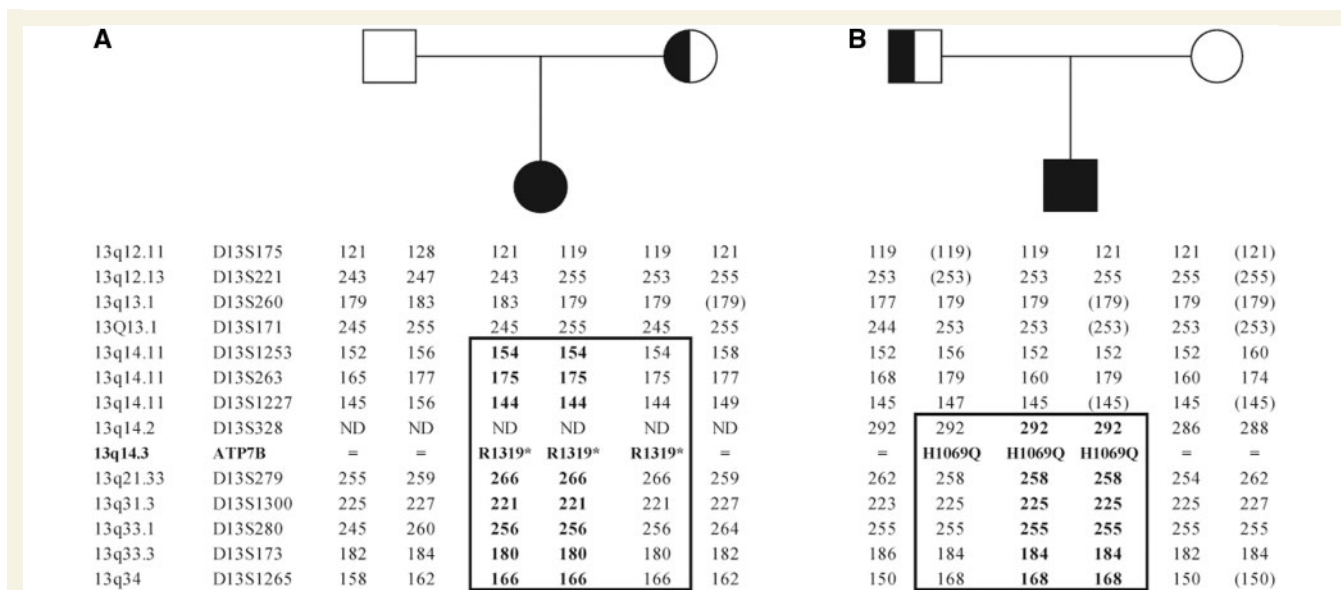 A B
13q12.11 D13S175 121 128 121 119 119 121 119 (119) 119 121 121 (121)
13q12.13 D13S221 243 247 243 255 253 255 253 (253) 253 255 255 (255)
13q13.1 D13S260 179 183 183 179 179 (179) 177 179 179 (179) 179 (179)
13Q13.1 D13S171 245 255 245 255 245 255 244 253 253 (253) 253 (253)
13q14.11 D13S1253 152 156 154 154 154 158 152 156 152 152 152 160
13q14.11 D13S263 165 177 175 175 175 177 168 179 160 179 160 174
13q14.11 D13S1227 145 156 144 144 144 149 145 147 145 (145) 145 (145)
13q14.2 D13S328 ND ND ND ND ND ND 292 292 292 292 286 288
13q14.3 ATP7B = = R1319* R1319* R1319* = = H1069Q H1069Q H1069Q = =
13q21.33 D13S279 255 259 266 266 266 259 262 258 258 258 254 262
13q31.3 D13S1300 225 227 221 221 221 227 223 225 225 225 225 227
13q33.1 D13S280 245 260 256 256 256 264 255 255 255 255 255 255
13q33.3 D13S173 182 184 180 180 180 182 186 184 184 184 182 184
13q34 D13S1265 158 162 166 166 166 162 150 168 168 168 150 (150)